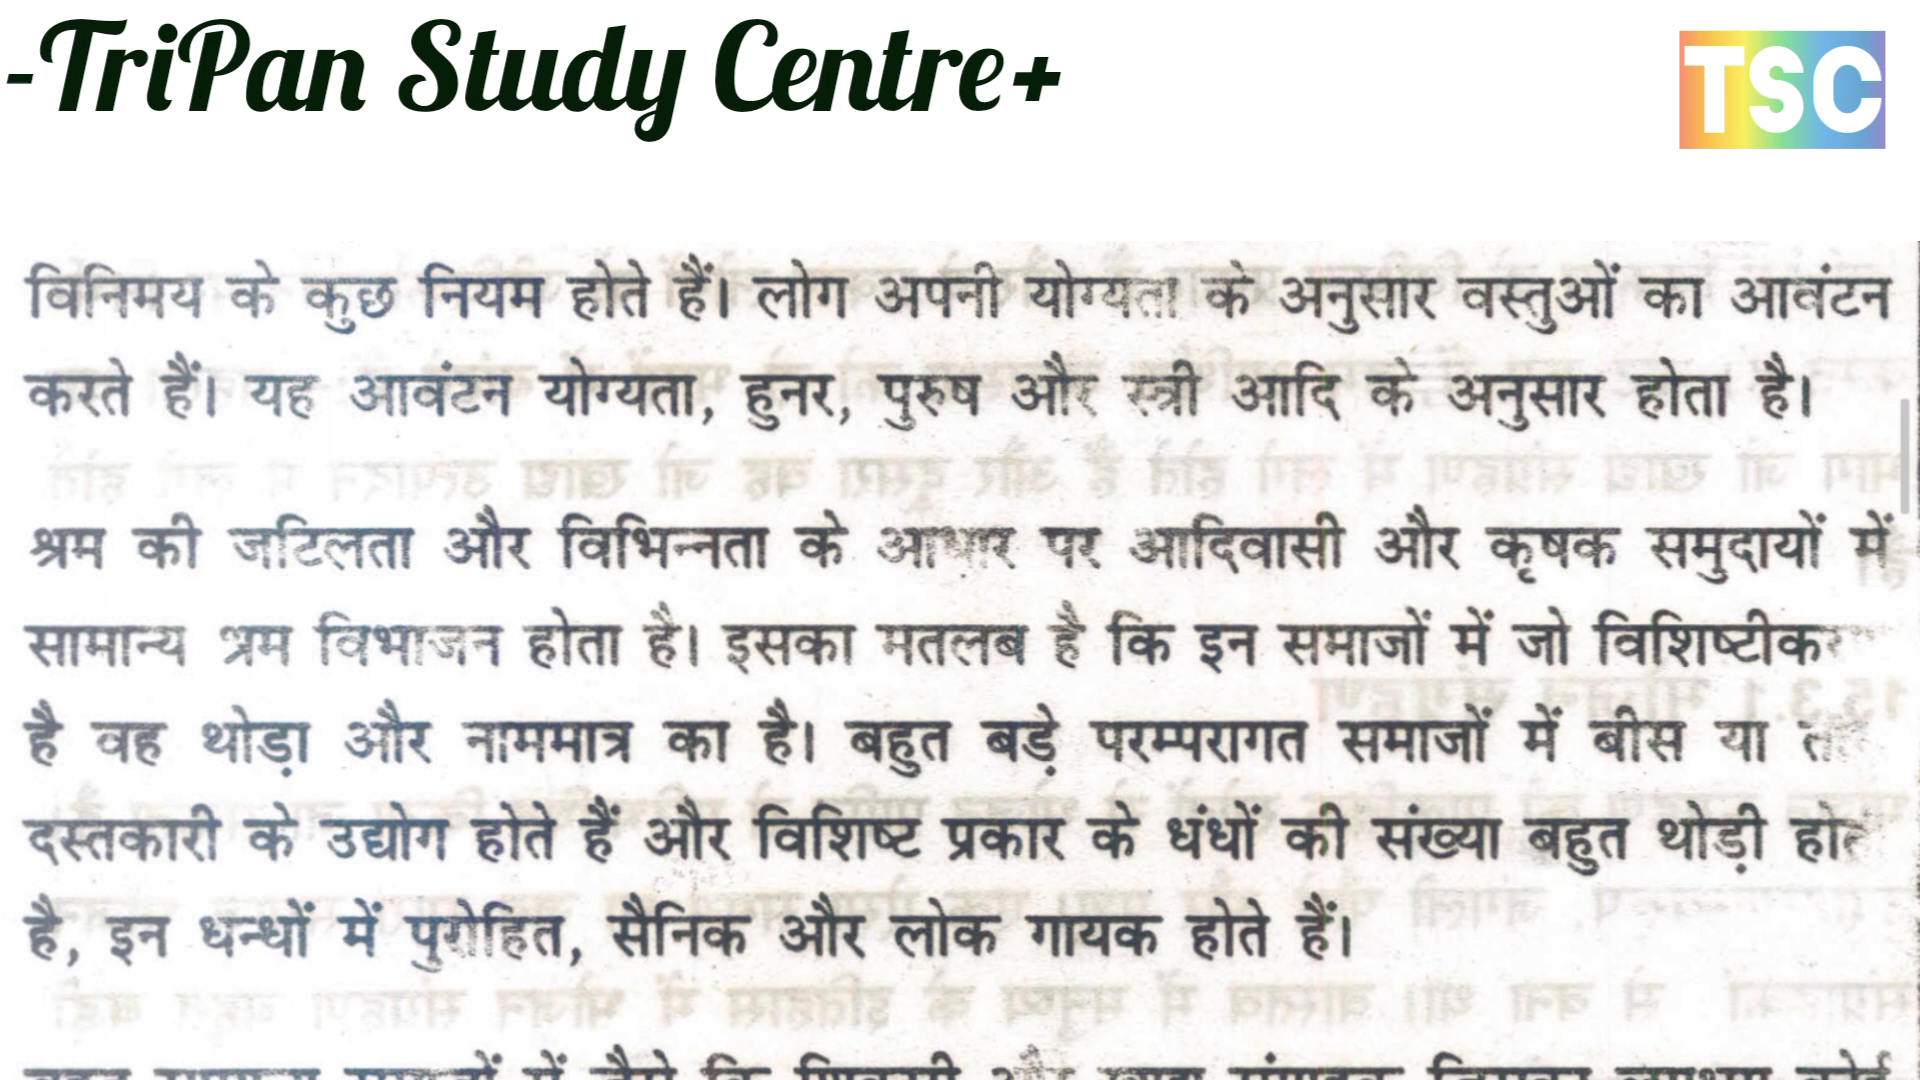 -TriPan Study Centre+
TSC
विनिमय के कुछ नियम होते हैं। लोग अपनी योग्यता के अनुसार वस्तुओं का आवंटन
करते हैं। यह आवंटन योग्यता, हुनर, पुरुष और स्त्री आदि के अनुसार होता है।
श्रम की जटिलता और विभिन्नता के आधार पर आदिवासी और कृषक समुदायों में
सामान्य श्रम विभाजन होता है। इसका मतलब है कि इन समाजों में जो
है वह थोड़ा और नाममात्र का है। बहुत बड़े परम्परागत समाजों में बीस या
दस्तकारी के उद्योग होते हैं और विशिष्ट प्रकार के धंधों की संख्या बहुत थोड़ी
है, इन धन्धों में पुरोहित, सैनिक और लोक गायक होते हैं।